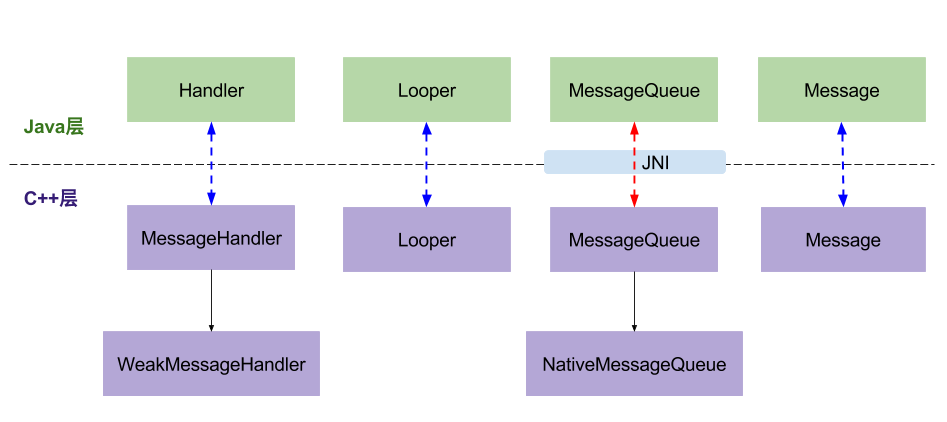 Handler
Looper
MessageQueue
Message
Java层
JNI
C++层
MessageHandler
Looper
MessageQueue
Message
WeakMessageHandler
NativeMessageQueue